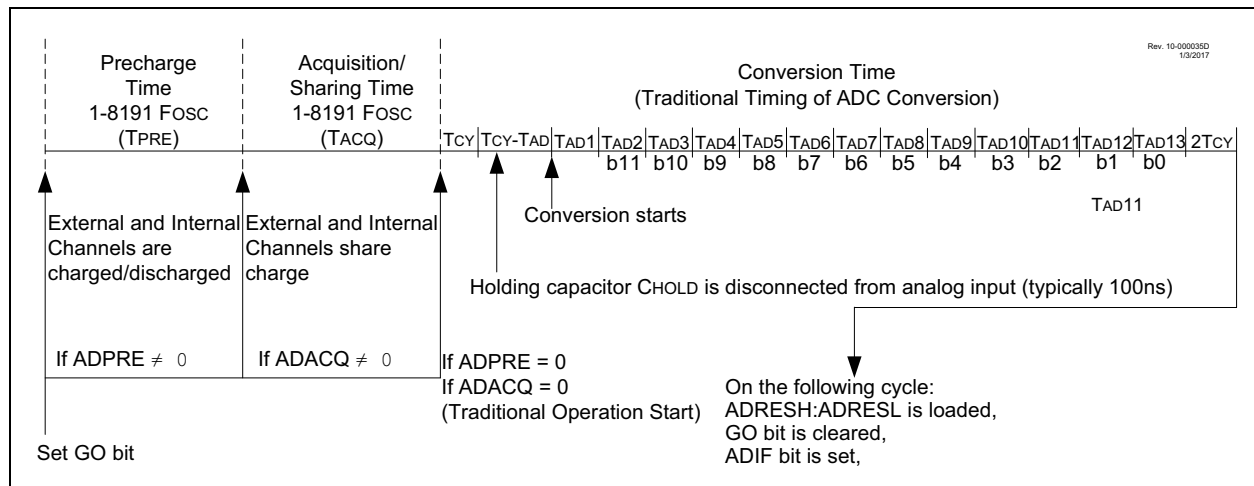 Rev. 10-000035D
1/3/2017
Precharge
Time
1-8191 FOSC
(TPRE)
Acquisition/
Sharing Time
1-8191 FOSC
(TACQ)
Conversion Time
(Traditional Timing of ADC Conversion)
TCY TCY-TAD TAD1 TAD2 TAD3 TAD4 TAD5 TAD6 TAD7 TAD8 TAD9 TAD10 TAD11 TAD12 TAD13 2TCY
b11 b10 b9 b8 b7 b6 b5 b4 b3 b2 b1 b0
TAD11
External and Internal
Channels are
charged/discharged
External and Internal
Channels share
charge
Conversion starts
Holding capacitor CHOLD is disconnected from analog input (typically 100ns)
If ADPRE ≠ 0
If ADACQ ≠ 0
If ADPRE = 0
If ADACQ = 0
(Traditional Operation Start)
On the following cycle:
ADRESH:ADRESL is loaded,
GO bit is cleared,
ADIF bit is set,
Set GO bit